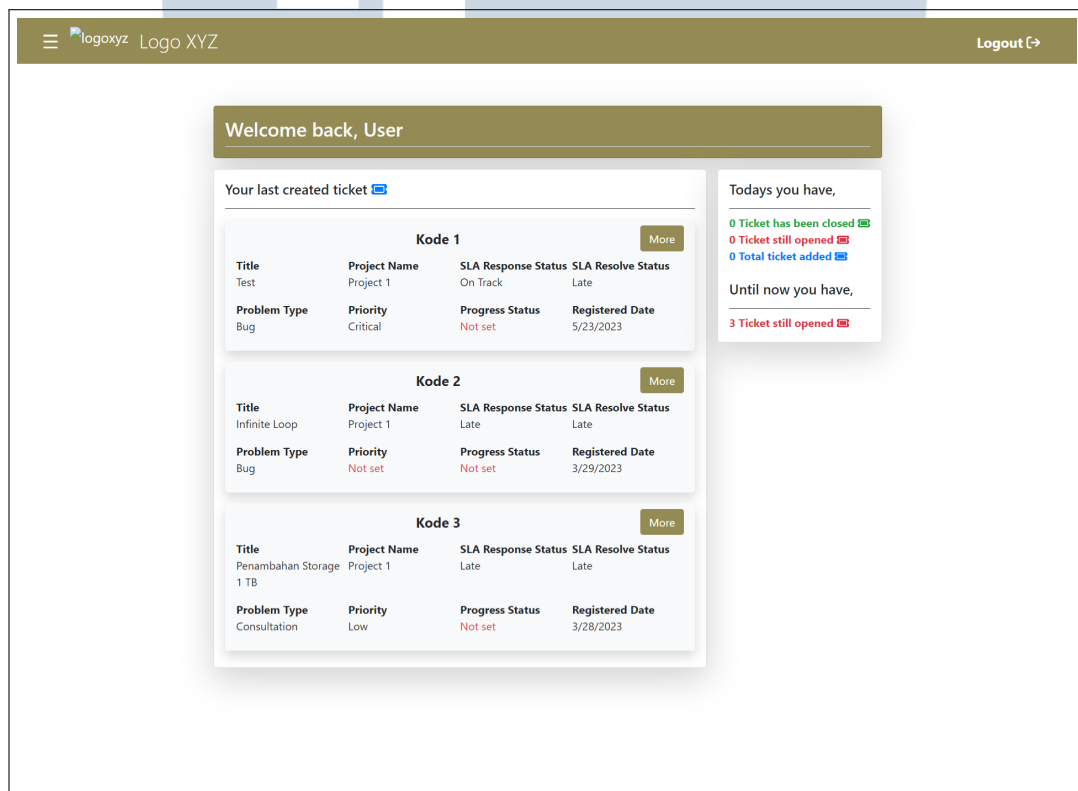 ☰ logoxyz Logo XYZ Logout
Welcome back, User
Your last created ticket
Kode 1 More
Title Project Name SLA Response Status SLA Resolve Status
Test Project 1 On Track Late
Problem Type Priority Progress Status Registered Date
Bug Critical Not set 5/23/2023
Kode 2 More
Title Project Name SLA Response Status SLA Resolve Status
Infinite Loop Project 1 Late Late
Problem Type Priority Progress Status Registered Date
Bug Not set Not set 3/29/2023
Kode 3 More
Title Project Name SLA Response Status SLA Resolve Status
Penambahan Storage Project 1 Late Late
1 TB
Problem Type Priority Progress Status Registered Date
Consultation Low Not set 3/28/2023
Todays you have,
0 Ticket has been closed
0 Ticket still opened
0 Total ticket added
Until now you have,
3 Ticket still opened